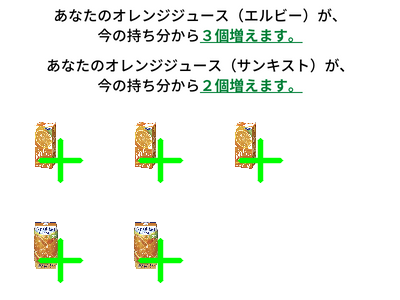 あなたのオレンジジュース（エルビー）が、
今の持ち分から３個増えます。
あなたのオレンジジュース（サンキスト）が、
今の持ち分から２個増えます。